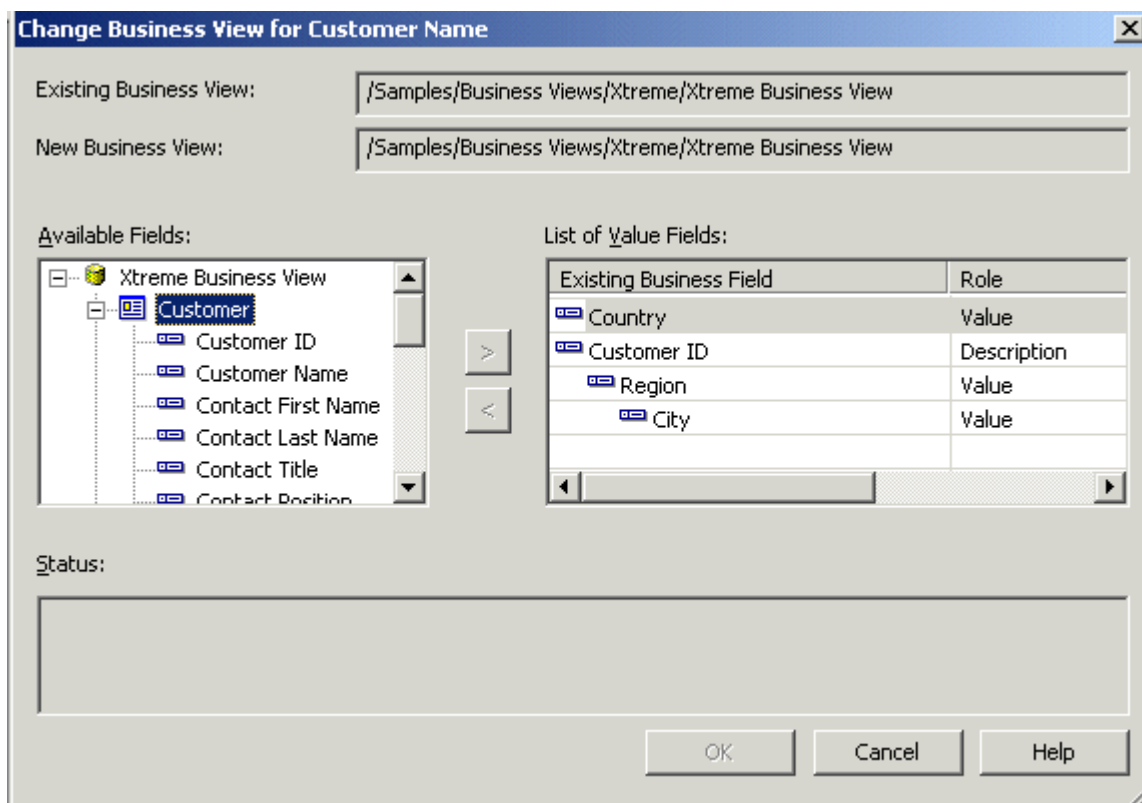 Change Business View for Customer Name
Existing Business View:
/Samples/Business Views/Xtreme/Xtreme Business View
New Business View:
/Samples/Business Views/Xtreme/Xtreme Business View
Available Fields:
Xtreme Business View
Customer
Customer ID
Customer Name
Contact First Name
Contact Last Name
Contact Title
Contact Position
>
<
List of Value Fields:
Existing Business Field Role
Country Value
Customer ID Description
Region Value
City Value
Status:
OK Cancel Help